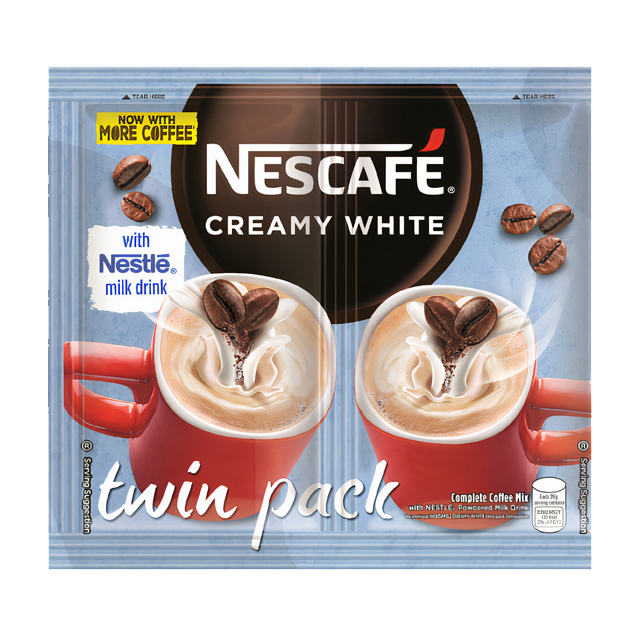 ▲ TEAR HERE
▲ TEAR HERE
NOW WITH
MORE COFFEE
NESCAFÉ®
CREAMY WHITE
with
Nestlé®
milk drink
twin pack
Complete Coffee Mix
with NESTLÉ® Powdered Milk Drink
ENERGY
® Serving Suggestion
® Serving Suggestion